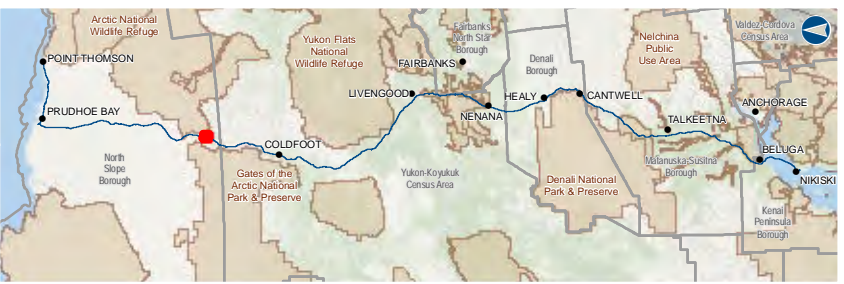 Arctic National
Wildlife Refuge
POINT THOMSON
PRUDHOE BAY
North
Slope
Borough
COLDFOOT
Gates of the
Arctic National
Park & Preserve
Yukon Flats
National
Wildlife Refuge
LIVENGOOD
FAIRBANKS
Fairbanks
North Star
Borough
NENANA
Yukon-Koyukuk
Census Area
Denali
Borough
HEALY
CANTWELL
Denali National
Park & Preserve
Nelchina
Public
Use Area
TALKEETNA
Matanuska-Susitna
Borough
Valdez-Cordova
Census Area
ANCHORAGE
BELUGA
NIKISKI
Kenai
Peninsula
Borough